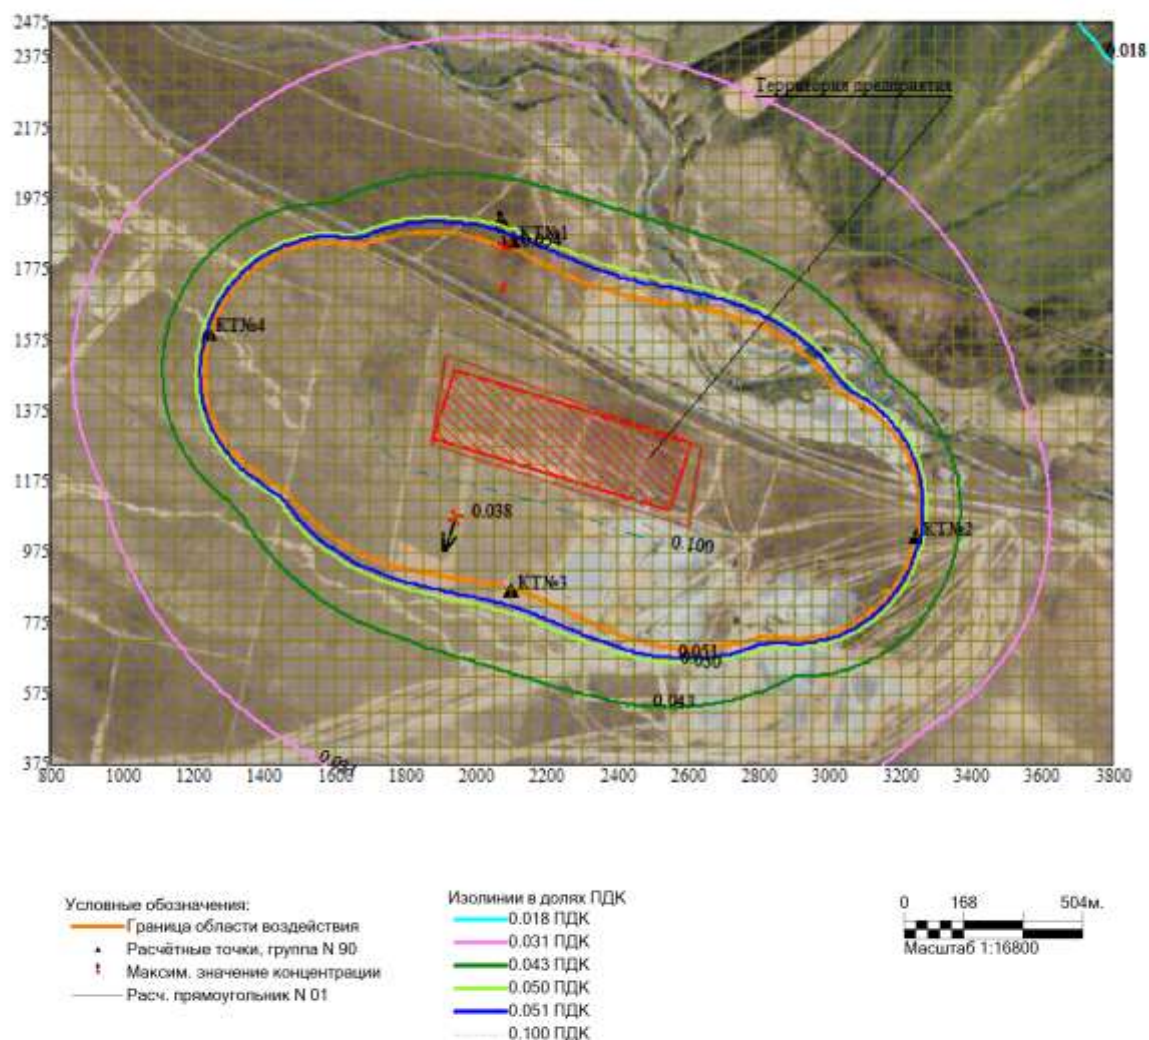 2475
2375
2175
1975
1775
1575
1375
1175
975
775
575
375
0.018
Территория предприятия
КТ№1
КТ№4
0.038
0.100
КТ№2
КТ№3
0.051
0.050
0.043
800 1000 1200 1400 1600 1800 2000 2200 2400 2600 2800 3000 3200 3400 3600 3800
Условные обозначения:
Граница области воздействия
Расчётные точки, группа N 90
Максим. значение концентрации
Расч. прямоугольник N 01
Изолинии в долях ПДК
0.018 ПДК
0.031 ПДК
0.043 ПДК
0.050 ПДК
0.051 ПДК
0.100 ПДК
0 168 504м.
Масштаб 1:16800